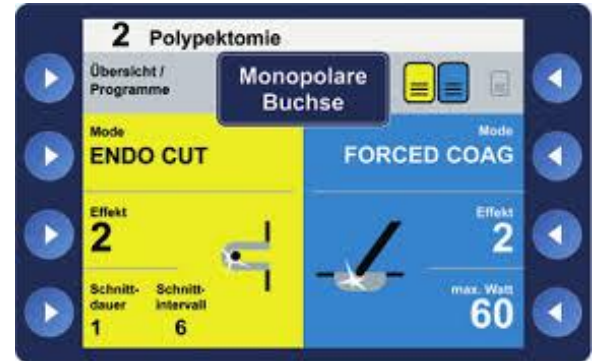 2 Polypektomie
Übersicht /
Programme
Monopolare
Buchse
Mode
ENDO CUT
Mode
FORCED COAG
Effekt
2
Effekt
2
Schnitt-
dauer
1
Schnitt-
intervall
6
max. Watt
60